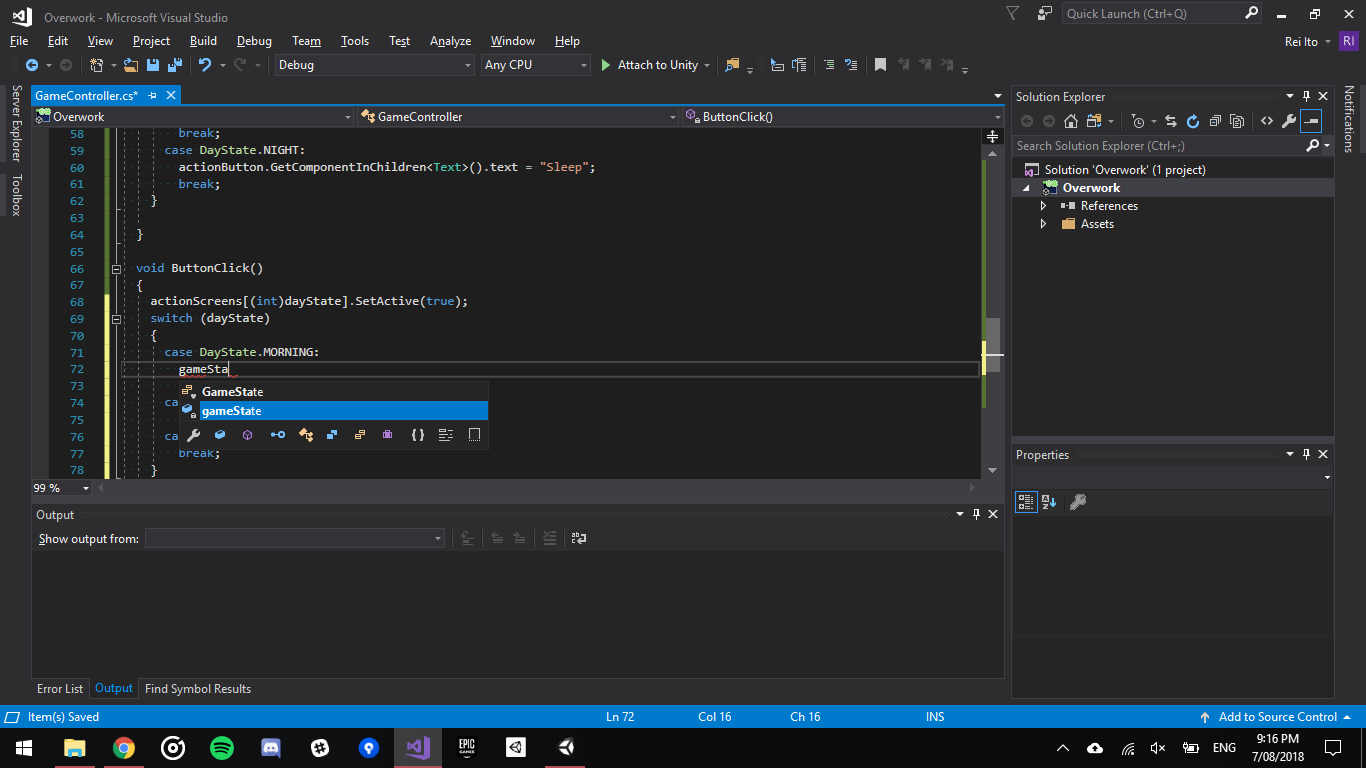 Overwork - Microsoft Visual Studio
Quick Launch (Ctrl+Q)
File Edit View Project Build Debug Team Tools Test Analyze Window Help
Rei Ito RI
Debug Any CPU Attach to Unity
Server Explorer
Toolbox
GameController.cs*
Overwork GameController ButtonClick()
58 break;
59 case DayState.NIGHT:
60 actionButton.GetComponentInChildren<Text>().text = "Sleep";
61 break;
62 }
63
64 }
65
66 void ButtonClick()
67 {
68 actionScreens[(int)dayState].SetActive(true);
69 switch (dayState)
70 {
71 case DayState.MORNING:
72 gameSta
73 GameState
74 ca gameState
75
76 ca
77 break;
78 }
99 %
Output
Show output from:
Error List Output Find Symbol Results
Solution Explorer
Search Solution Explorer (Ctrl+;)
Solution 'Overwork' (1 project)
Overwork
References
Assets
Properties
Notifications
Item(s) Saved Ln 72 Col 16 Ch 16 INS Add to Source Control
EPIC GAMES
ENG
9:16 PM
7/08/2018